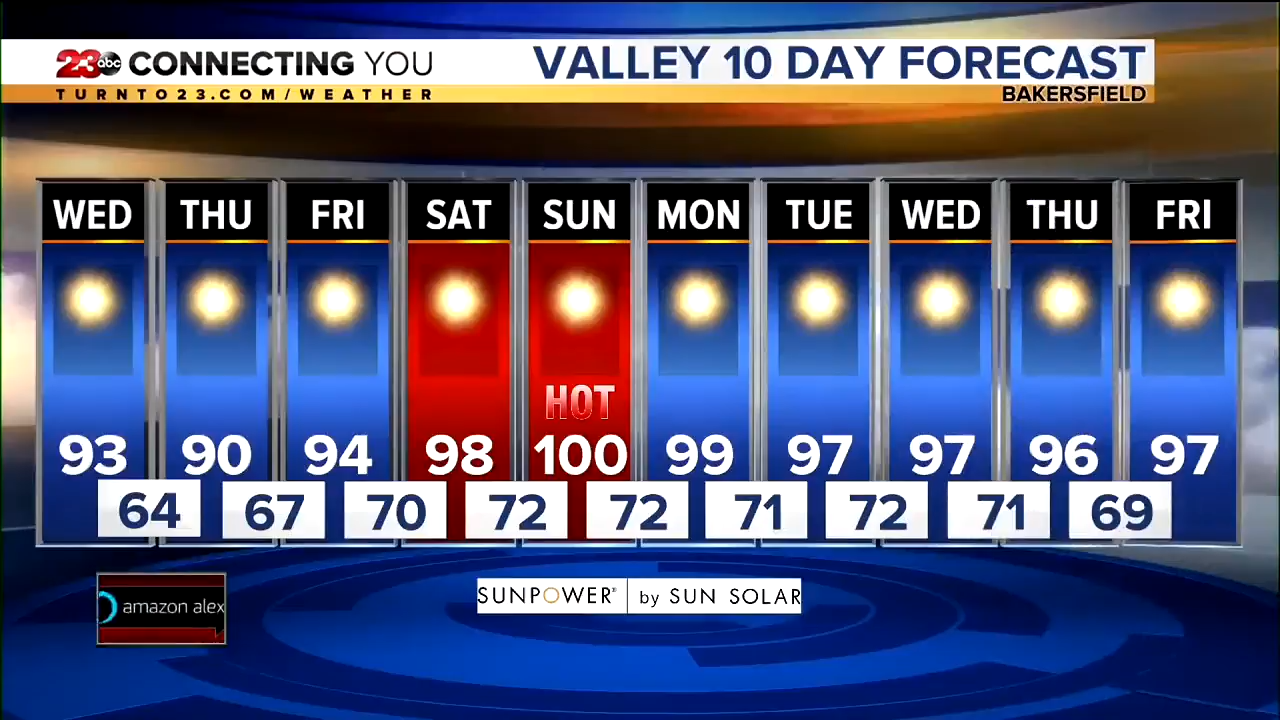 23 abc CONNECTING YOU
VALLEY 10 DAY FORECAST
TURNTO23.COM/WEATHER
BAKERSFIELD
WED THU FRI SAT SUN MON TUE WED THU FRI
HOT
93 90 94 98 100 99 97 97 96 97
64 67 70 72 72 71 72 71 69
amazon alex
SUNPOWER® | by SUN SOLAR